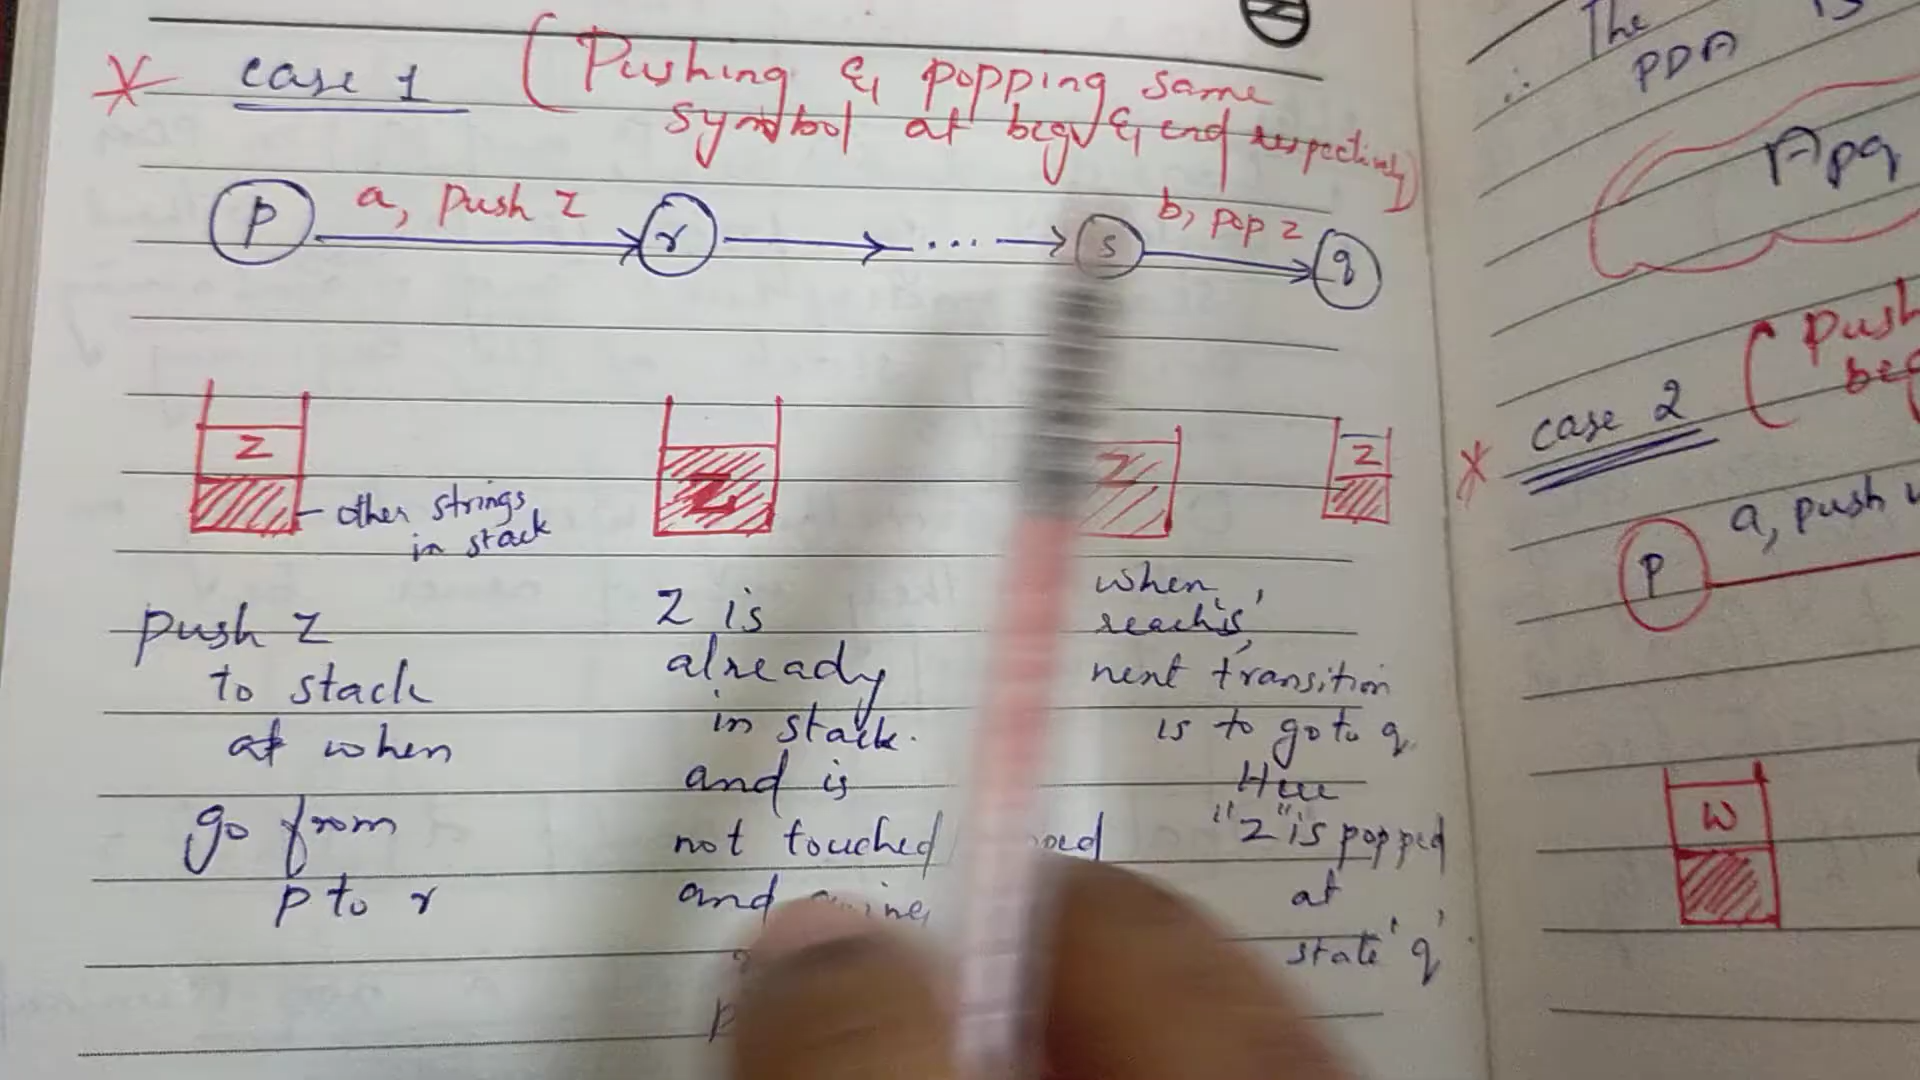 * case 1 (Pushing & popping same
symbol at beg & end respectively)
p a, push z r ... s b, pop z q
z z z z
other strings
in stack
push z
to stack
at when
go from
p to r
z is
already
in stack.
and is
not touched
and
when
reach 's'
next transition
is to go to q.
Here
"z" is popped
at
state 'q'.
∴ The
PDA is
Apq
* case 2 (Push
beg
p a, push
w